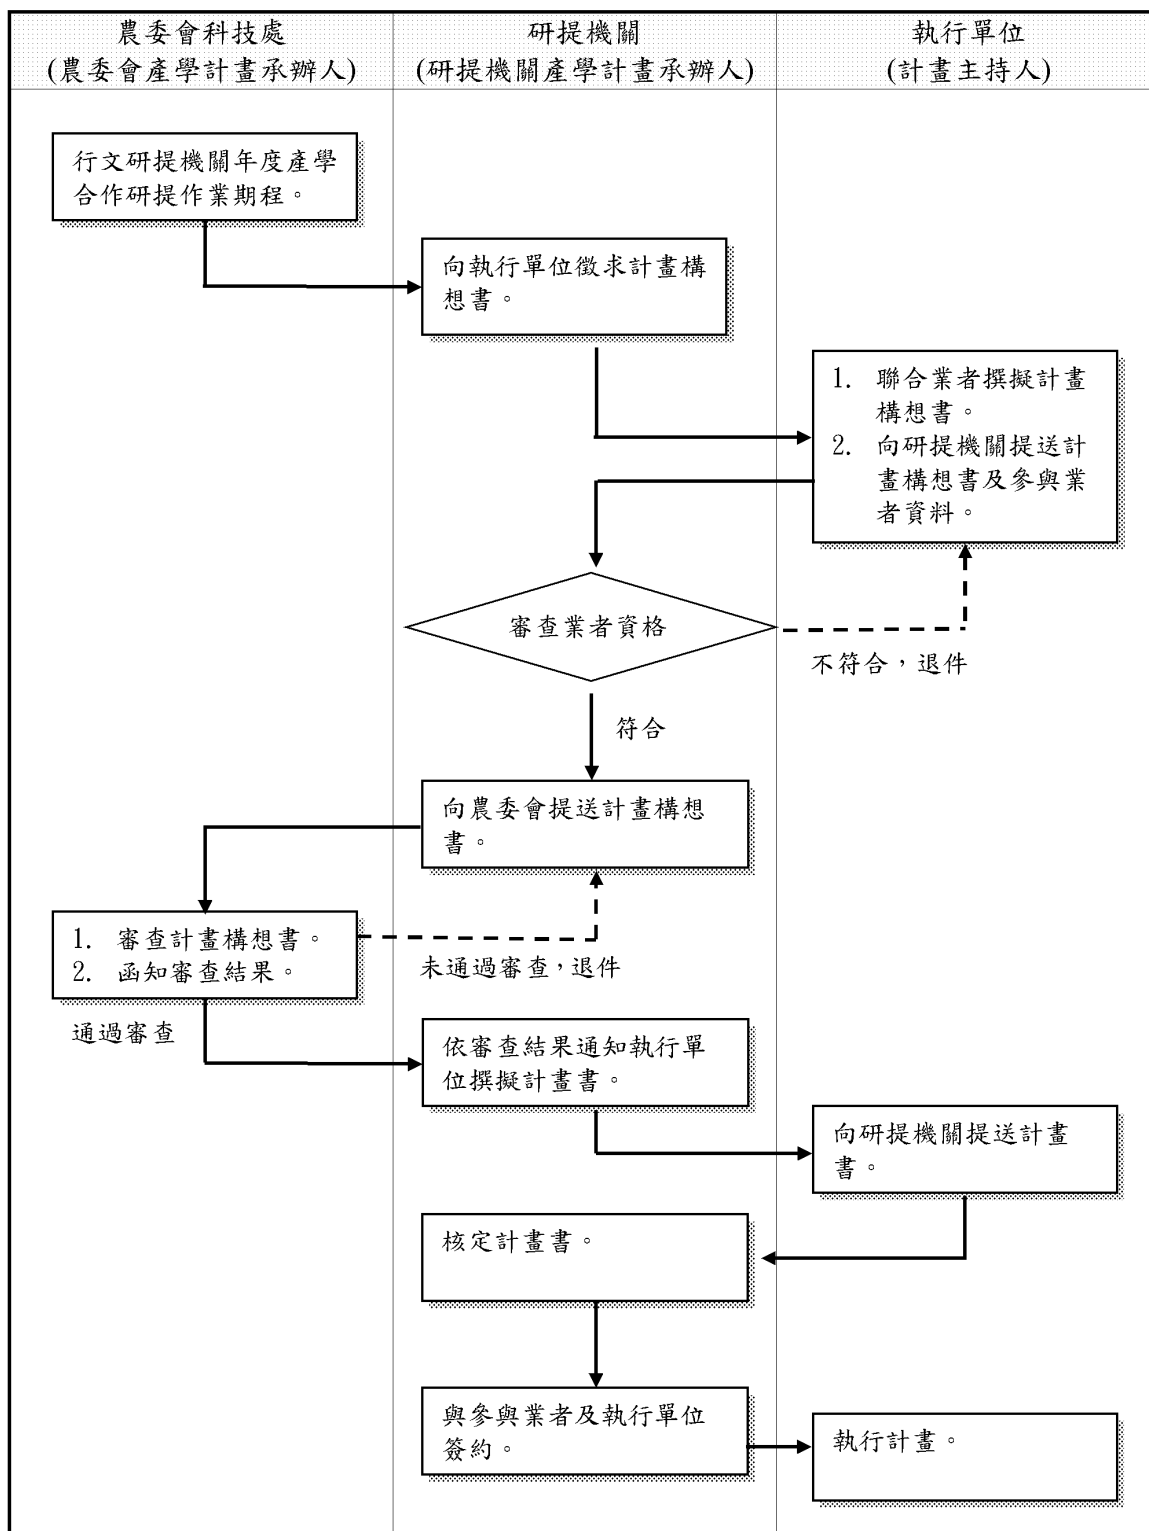 農委會科技處
(農委會產學計畫承辦人)
研提機關
(研提機關產學計畫承辦人)
執行單位
(計畫主持人)
行文研提機關年度產學
合作研提作業期程。
向執行單位徵求計畫構
想書。
1. 聯合業者撰擬計畫
構想書。
2. 向研提機關提送計
畫構想書及參與業
者資料。
審查業者資格
不符合，退件
符合
向農委會提送計畫構想
書。
1. 審查計畫構想書。
2. 函知審查結果。
未通過審查，退件
通過審查
依審查結果通知執行單
位撰擬計畫書。
向研提機關提送計畫
書。
核定計畫書。
與參與業者及執行單位
簽約。
執行計畫。